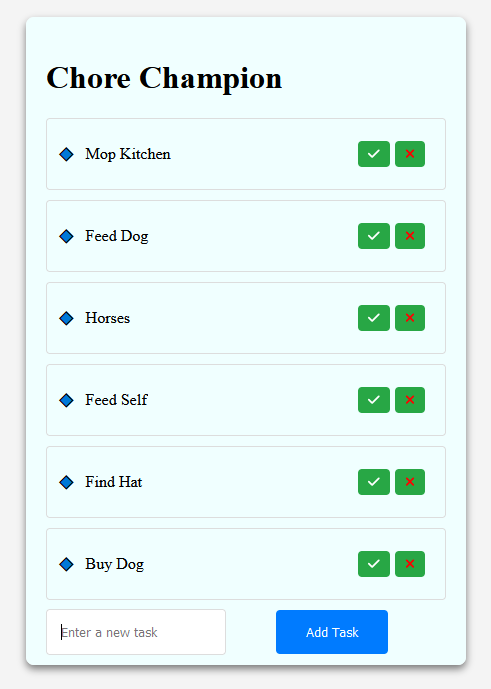 Chore Champion
Mop Kitchen
Feed Dog
Horses
Feed Self
Find Hat
Buy Dog
Enter a new task
Add Task